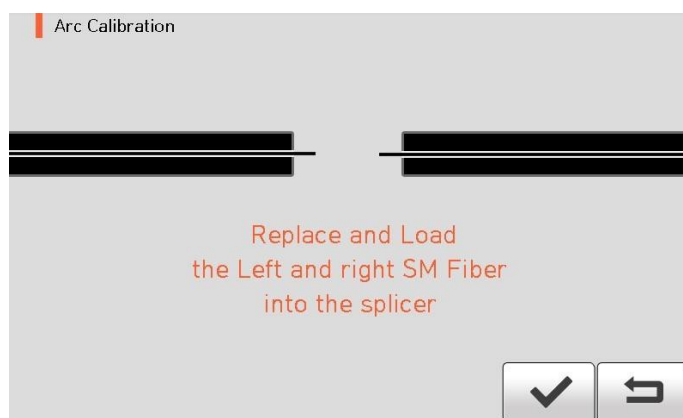 Arc Calibration
Replace and Load
the Left and right SM Fiber
into the splicer